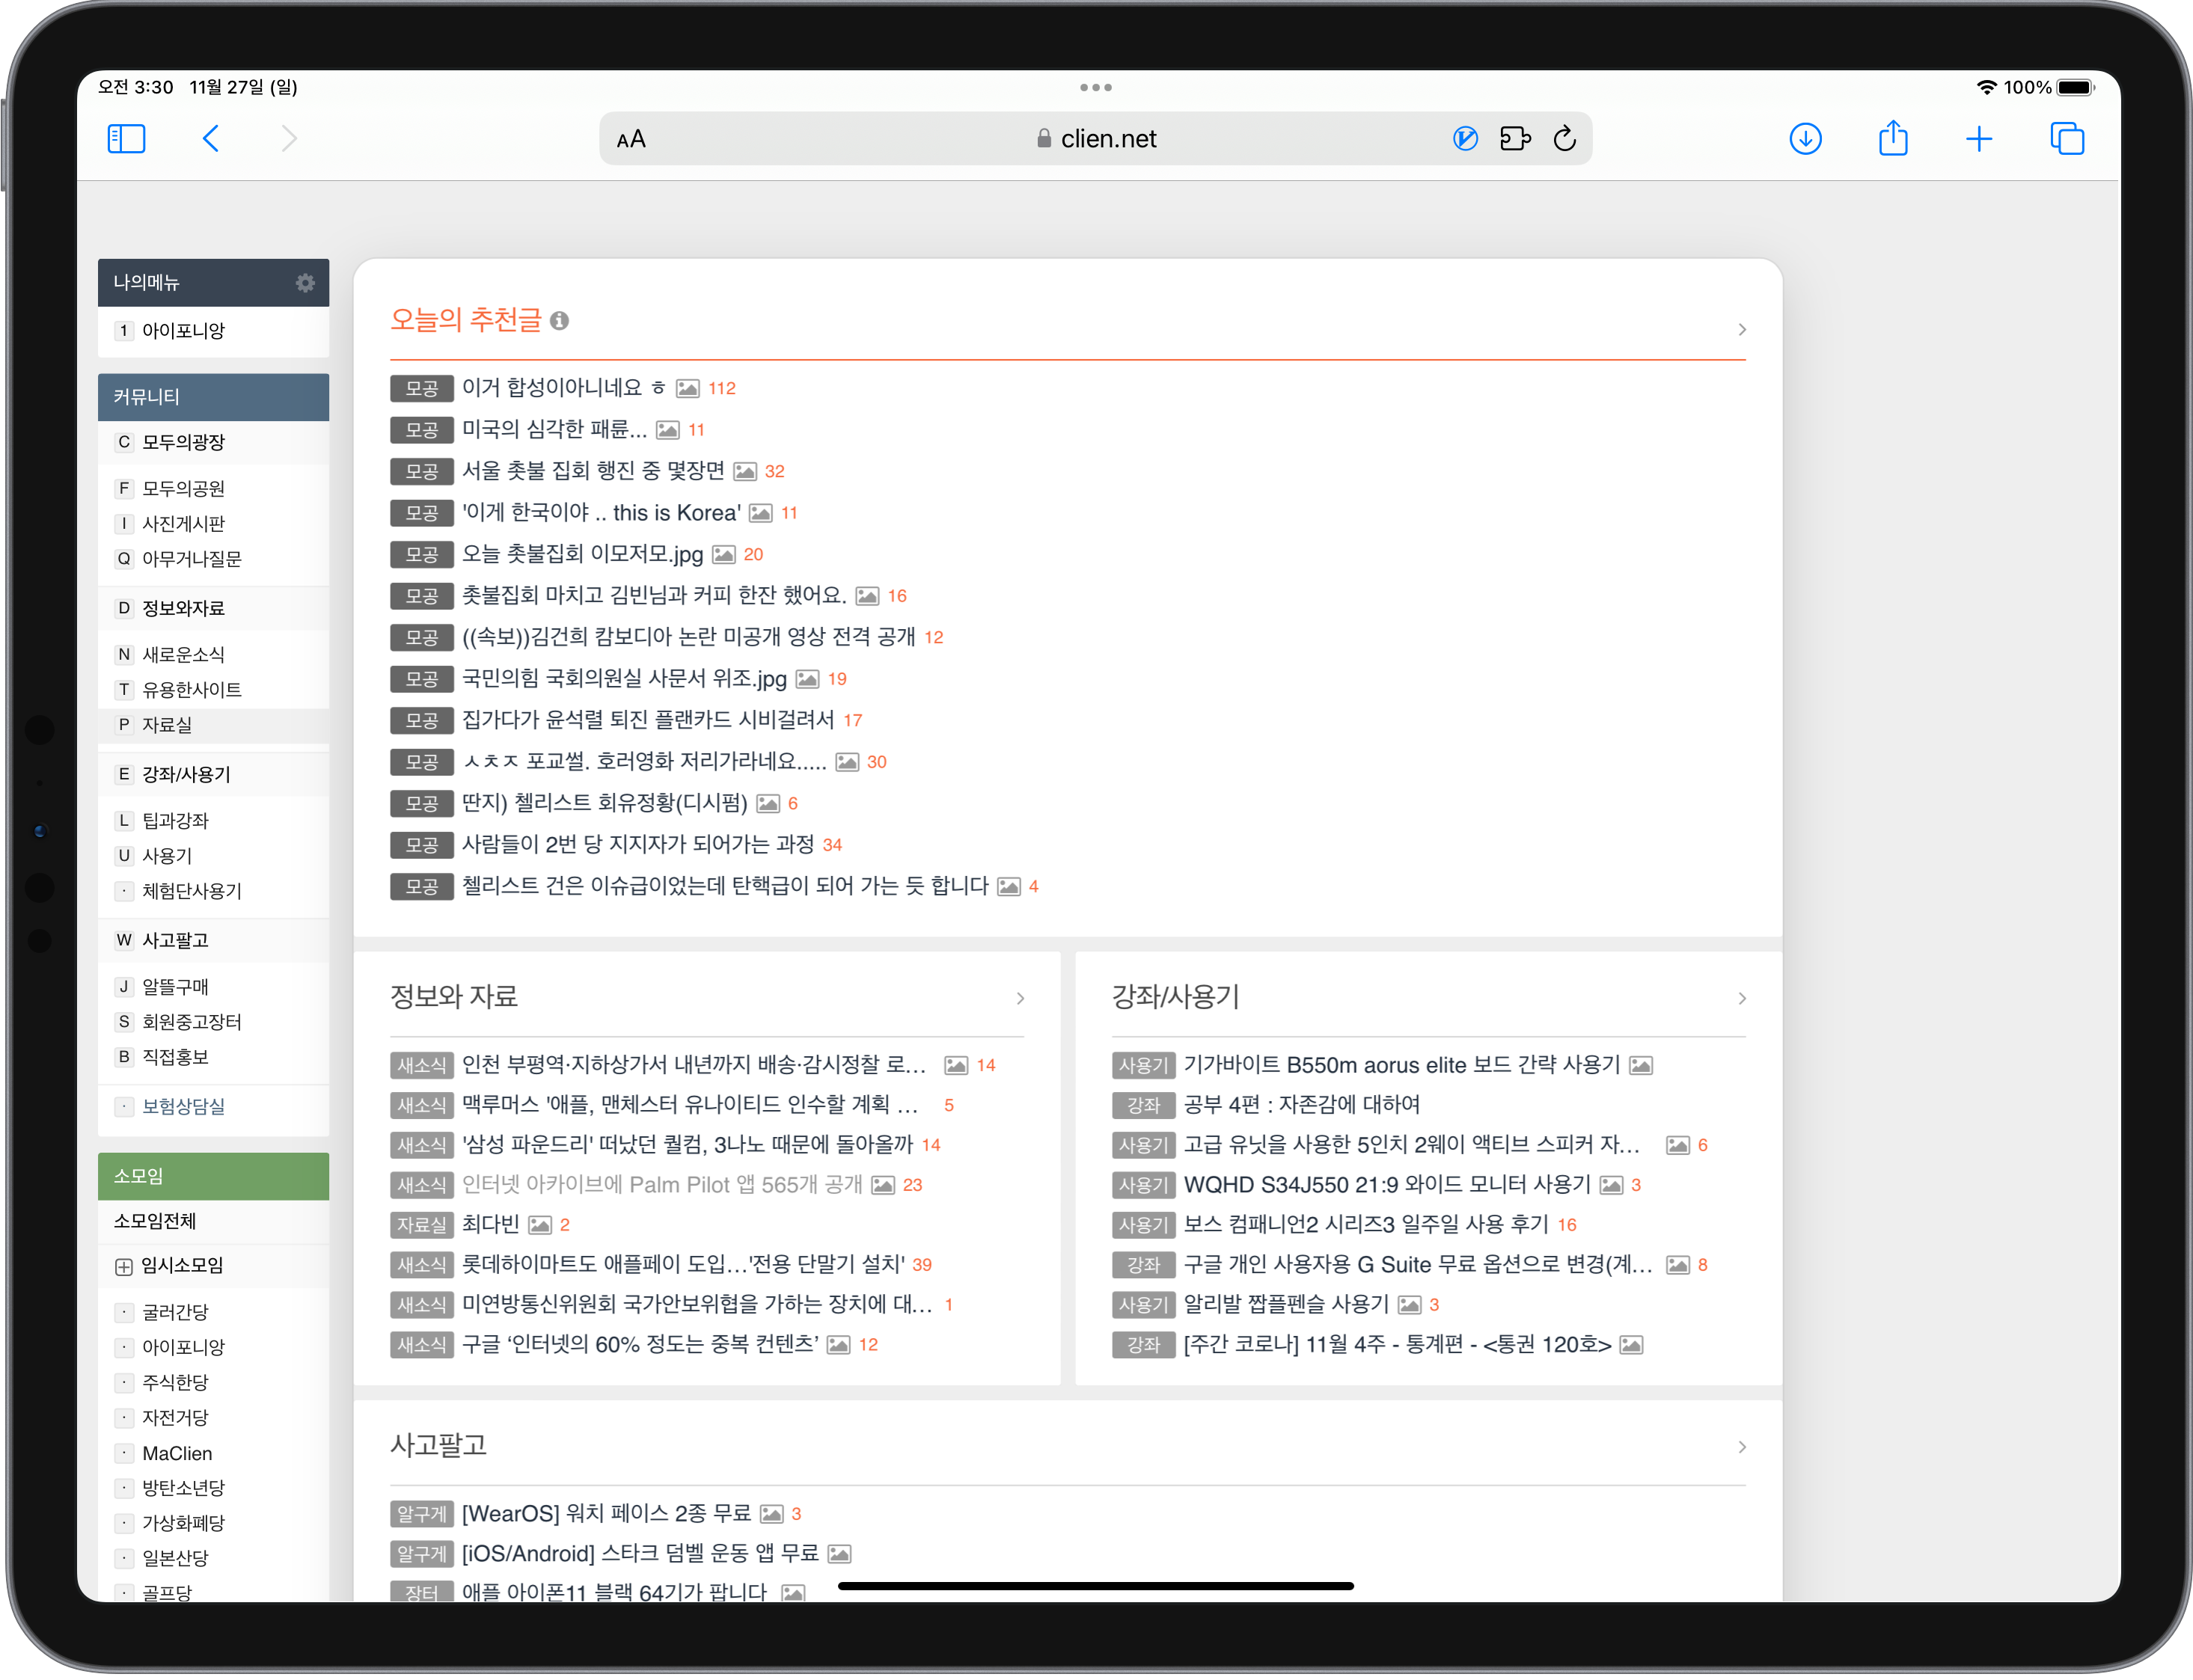 오전 3:30 11월 27일 (일)
100%
AA
clien.net
나의메뉴
1 아이포니앙
커뮤니티
C 모두의광장
F 모두의공원
I 사진게시판
Q 아무거나질문
D 정보와자료
N 새로운소식
T 유용한사이트
P 자료실
E 강좌/사용기
L 팁과강좌
U 사용기
· 체험단사용기
W 사고팔고
J 알뜰구매
S 회원중고장터
B 직접홍보
· 보험상담실
소모임
소모임전체
임시소모임
· 굴러간당
· 아이포니앙
· 주식한당
· 자전거당
· MaClien
· 방탄소년당
· 가상화폐당
· 일본산당
· 골프당
오늘의 추천글
모공 이거 합성이아니네요 ㅎ 112
모공 미국의 심각한 패륜... 11
모공 서울 촛불 집회 행진 중 몇장면 32
모공 '이게 한국이야 .. this is Korea' 11
모공 오늘 촛불집회 이모저모.jpg 20
모공 촛불집회 마치고 김빈님과 커피 한잔 했어요. 16
모공 ((속보))김건희 캄보디아 논란 미공개 영상 전격 공개 12
모공 국민의힘 국회의원실 사문서 위조.jpg 19
모공 집가다가 윤석렬 퇴진 플랜카드 시비걸려서 17
모공 ㅅㅊㅈ 포교썰. 호러영화 저리가라네요..... 30
모공 딴지) 첼리스트 회유정황(디시펌) 6
모공 사람들이 2번 당 지지자가 되어가는 과정 34
모공 첼리스트 건은 이슈급이었는데 탄핵급이 되어 가는 듯 합니다 4
정보와 자료
새소식 인천 부평역·지하상가서 내년까지 배송·감시정찰 로... 14
새소식 맥루머스 '애플, 맨체스터 유나이티드 인수할 계획 ... 5
새소식 '삼성 파운드리' 떠났던 퀄컴, 3나노 때문에 돌아올까 14
새소식 인터넷 아카이브에 Palm Pilot 앱 565개 공개 23
자료실 최다빈 2
새소식 롯데하이마트도 애플페이 도입…'전용 단말기 설치' 39
새소식 미연방통신위원회 국가안보위협을 가하는 장치에 대... 1
새소식 구글 ‘인터넷의 60% 정도는 중복 컨텐츠’ 12
강좌/사용기
사용기 기가바이트 B550m aorus elite 보드 간략 사용기
강좌 공부 4편 : 자존감에 대하여
사용기 고급 유닛을 사용한 5인치 2웨이 액티브 스피커 자... 6
사용기 WQHD S34J550 21:9 와이드 모니터 사용기 3
사용기 보스 컴패니언2 시리즈3 일주일 사용 후기 16
강좌 구글 개인 사용자용 G Suite 무료 옵션으로 변경(계... 8
사용기 알리발 짭플펜슬 사용기 3
강좌 [주간 코로나] 11월 4주 - 통계편 - <통권 120호>
사고팔고
알구게 [WearOS] 워치 페이스 2종 무료 3
알구게 [iOS/Android] 스타크 덤벨 운동 앱 무료
장터 애플 아이폰11 블랙 64기가 팝니다